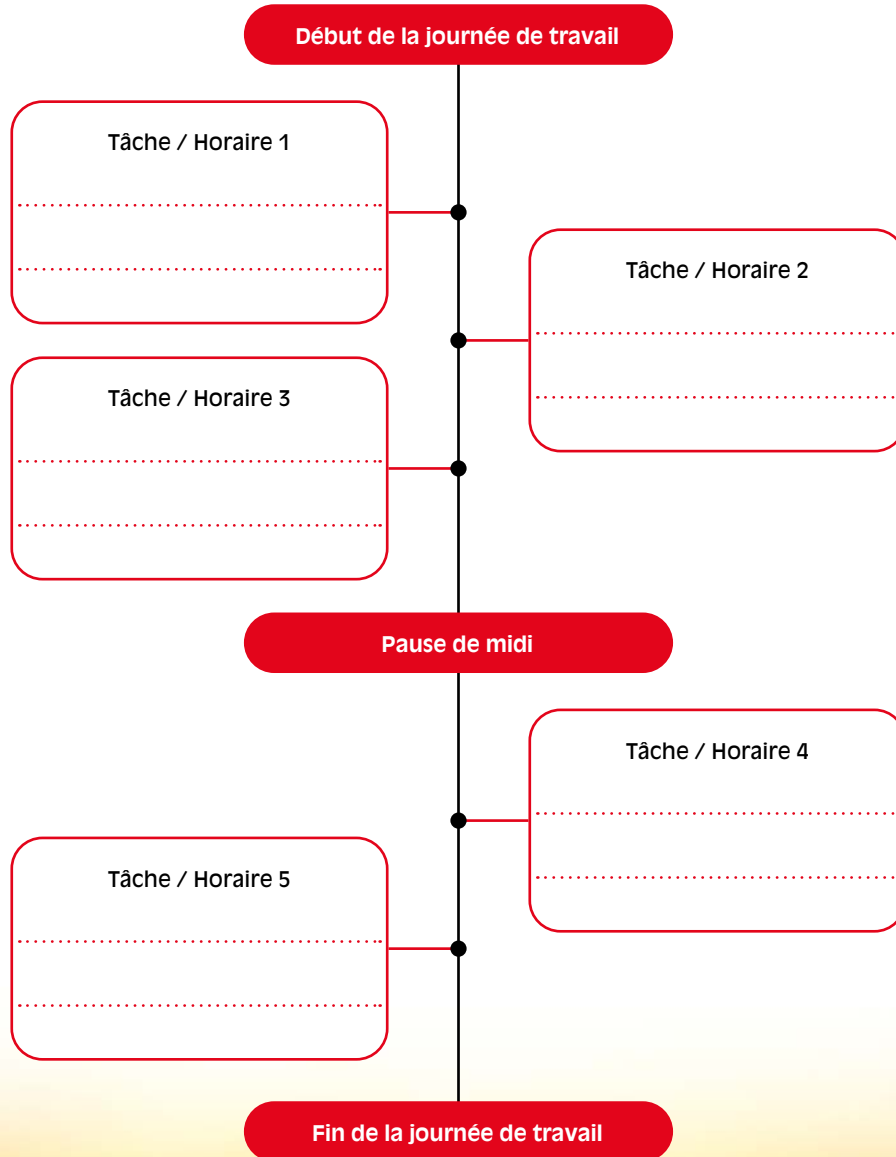 Début de la journée de travail
Tâche / Horaire 1
Tâche / Horaire 2
Tâche / Horaire 3
Pause de midi
Tâche / Horaire 4
Tâche / Horaire 5
Fin de la journée de travail